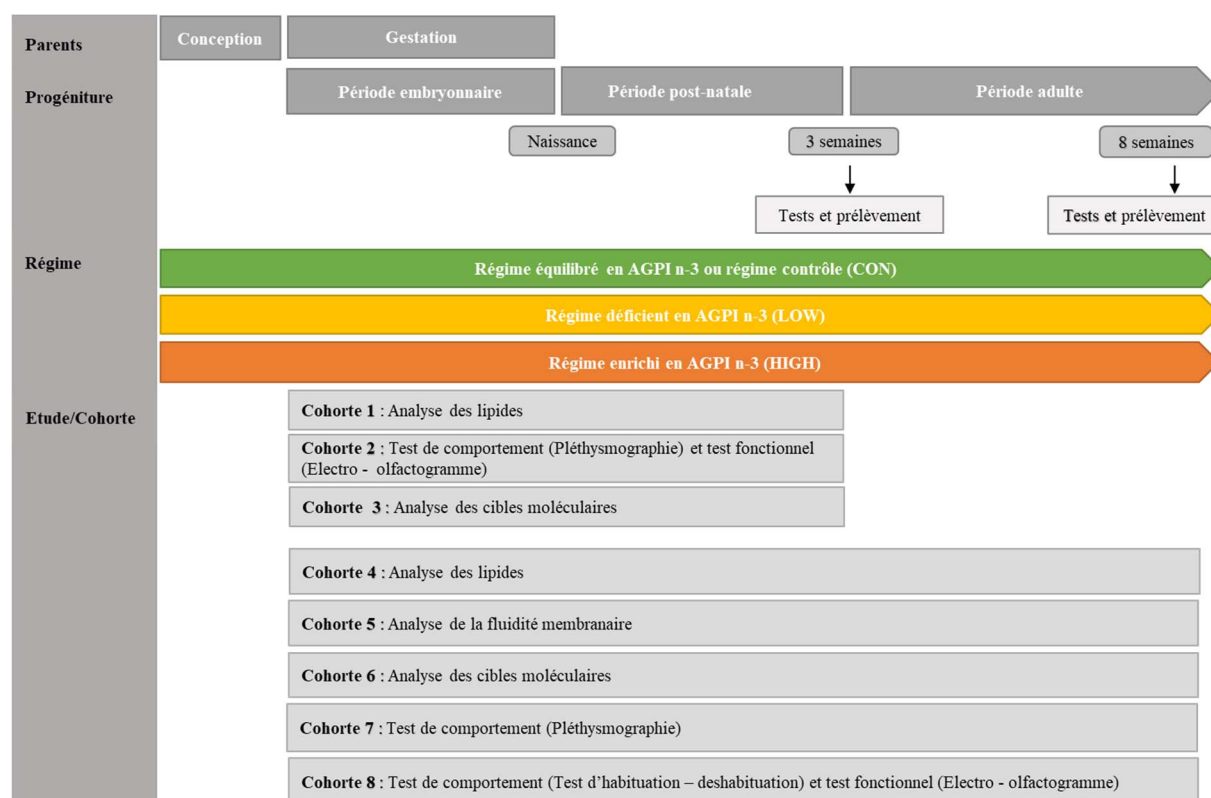 Parents
Conception
Gestation
Progéniture
Période embryonnaire
Période post-natale
Période adulte
Naissance
3 semaines
8 semaines
Tests et prélèvement
Tests et prélèvement
Régime
Régime équilibré en AGPI n-3 ou régime contrôle (CON)
Régime déficient en AGPI n-3 (LOW)
Régime enrichi en AGPI n-3 (HIGH)
Etude/Cohorte
Cohorte 1 : Analyse des lipides
Cohorte 2 : Test de comportement (Pléthysmographie) et test fonctionnel
(Electro - olfactogramme)
Cohorte 3 : Analyse des cibles moléculaires
Cohorte 4 : Analyse des lipides
Cohorte 5 : Analyse de la fluidité membranaire
Cohorte 6 : Analyse des cibles moléculaires
Cohorte 7 : Test de comportement (Pléthysmographie)
Cohorte 8 : Test de comportement (Test d'habituation – deshabituation) et test fonctionnel (Electro - olfactogramme)